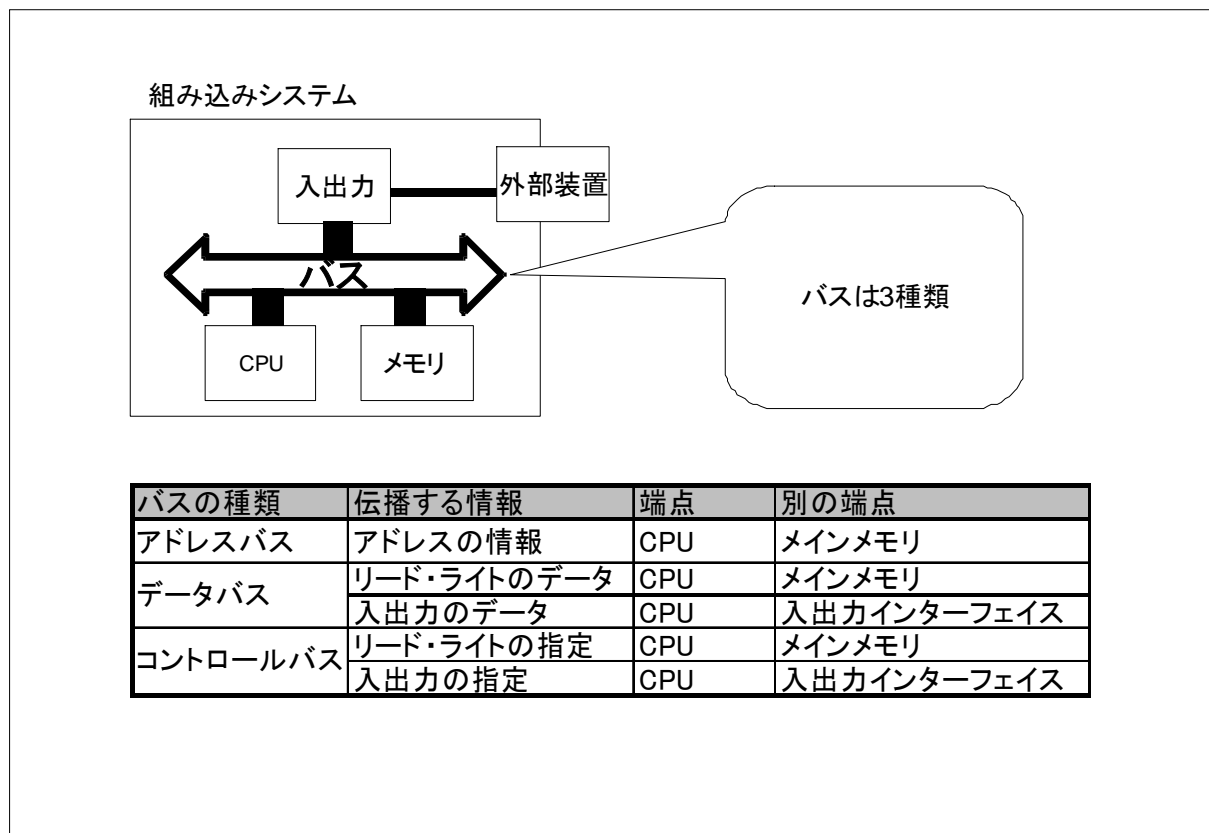 組み込みシステム
入出力
外部装置
バス
CPU
メモリ
バスは3種類
バスの種類 伝播する情報 端点 別の端点
アドレスバス アドレスの情報 CPU メインメモリ
データバス リード・ライトのデータ CPU メインメモリ
入出力のデータ CPU 入出力インターフェイス
コントロールバス リード・ライトの指定 CPU メインメモリ
入出力の指定 CPU 入出力インターフェイス